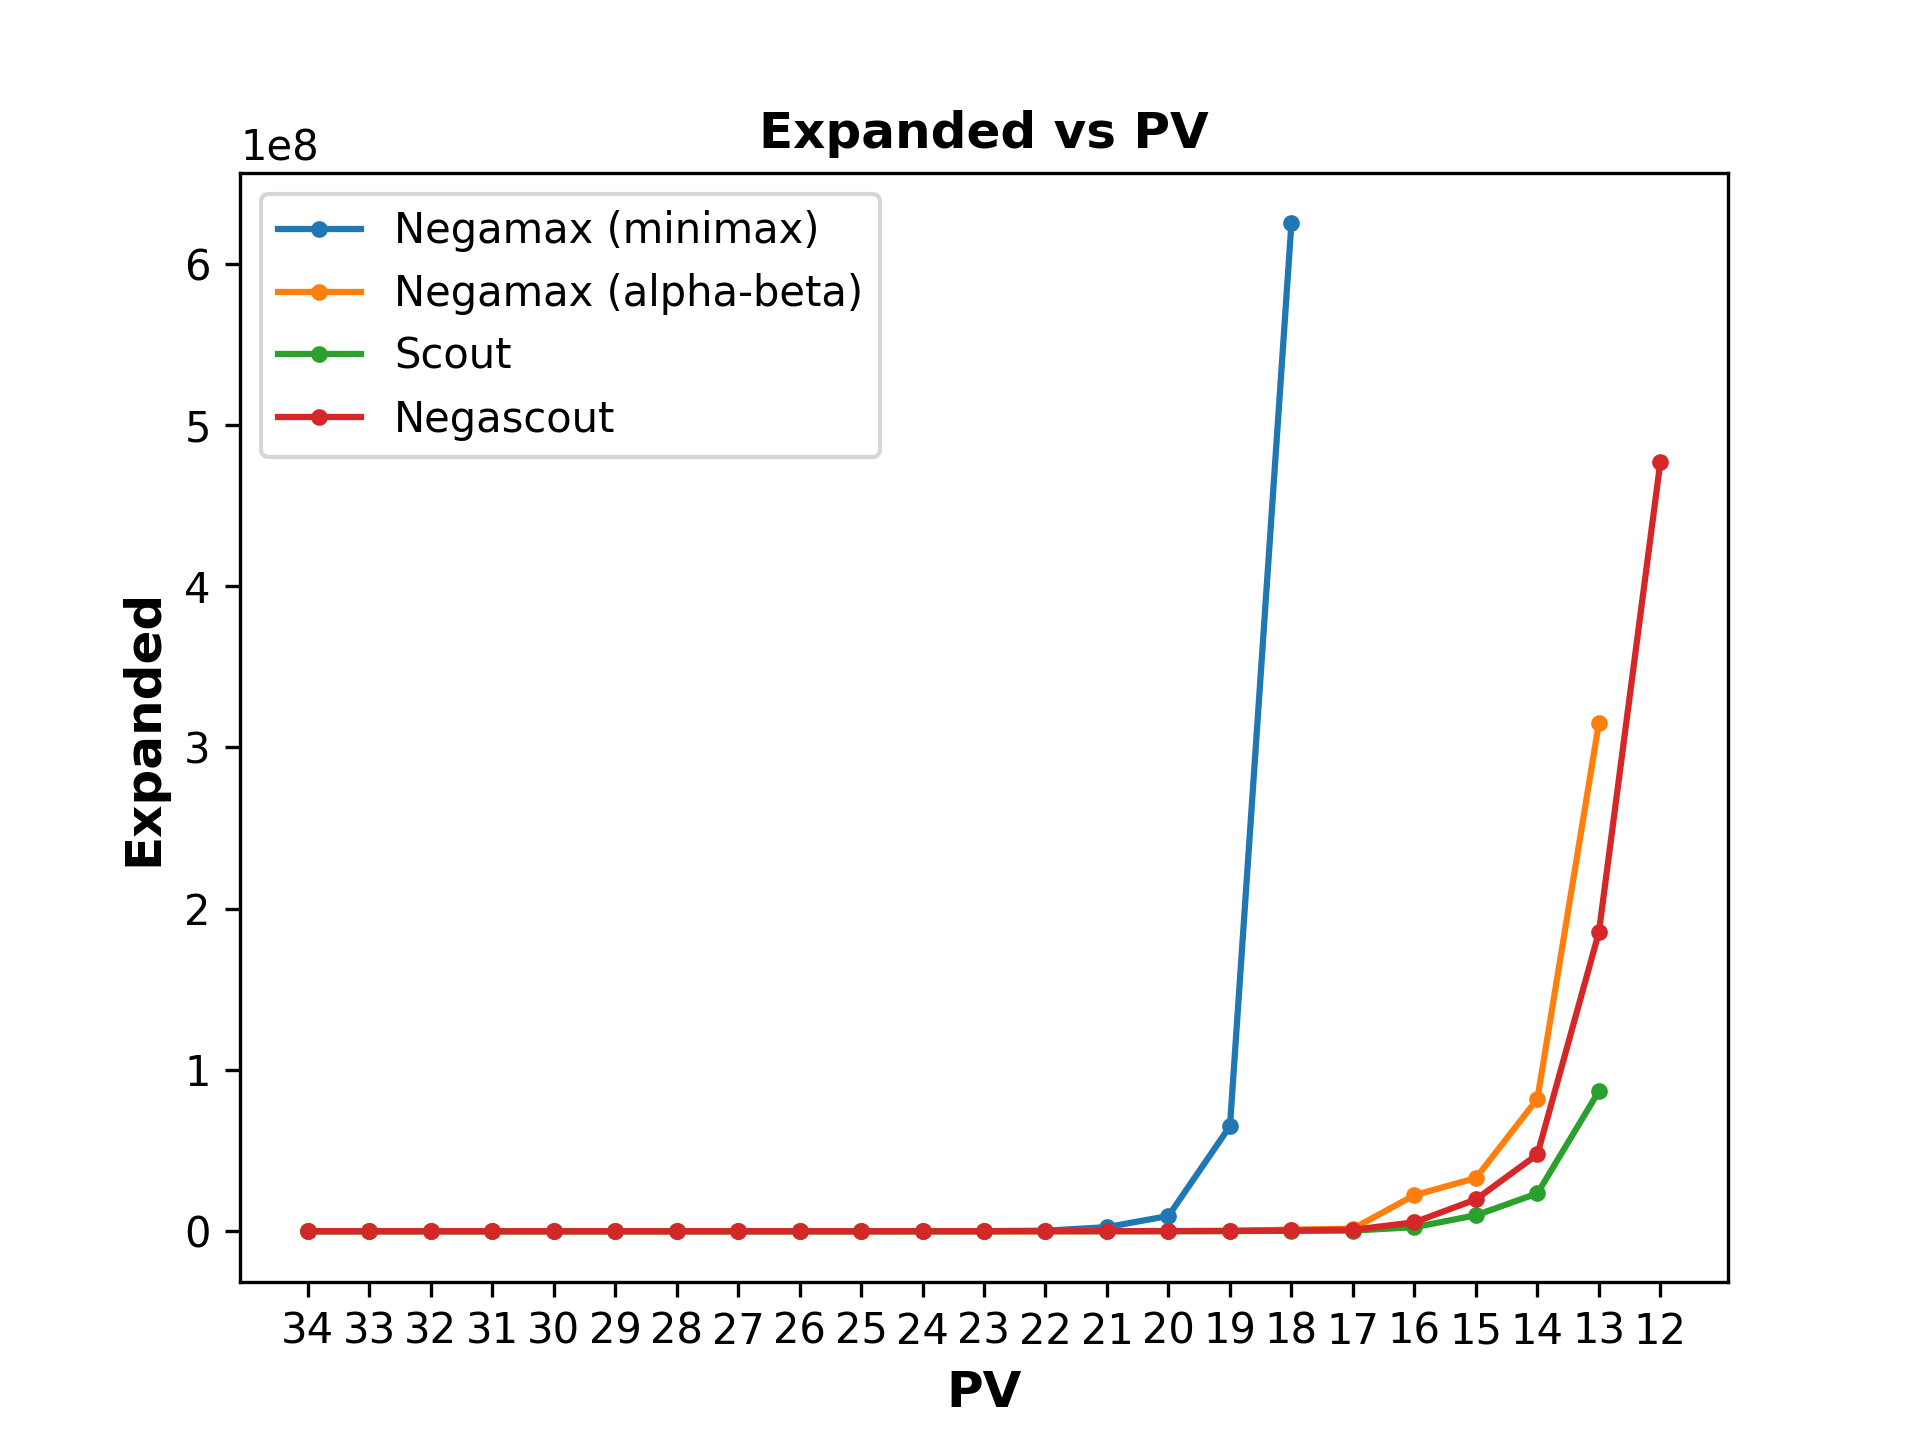 Expanded vs PV
1e8
Negamax (minimax)
Negamax (alpha-beta)
Scout
Negascout
6
5
4
3
2
1
0
Expanded
34 33 32 31 30 29 28 27 26 25 24 23 22 21 20 19 18 17 16 15 14 13 12
PV